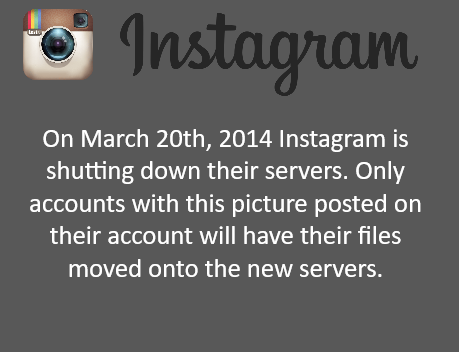 Instagram
On March 20th, 2014 Instagram is
shutting down their servers. Only
accounts with this picture posted on
their account will have their files
moved onto the new servers.